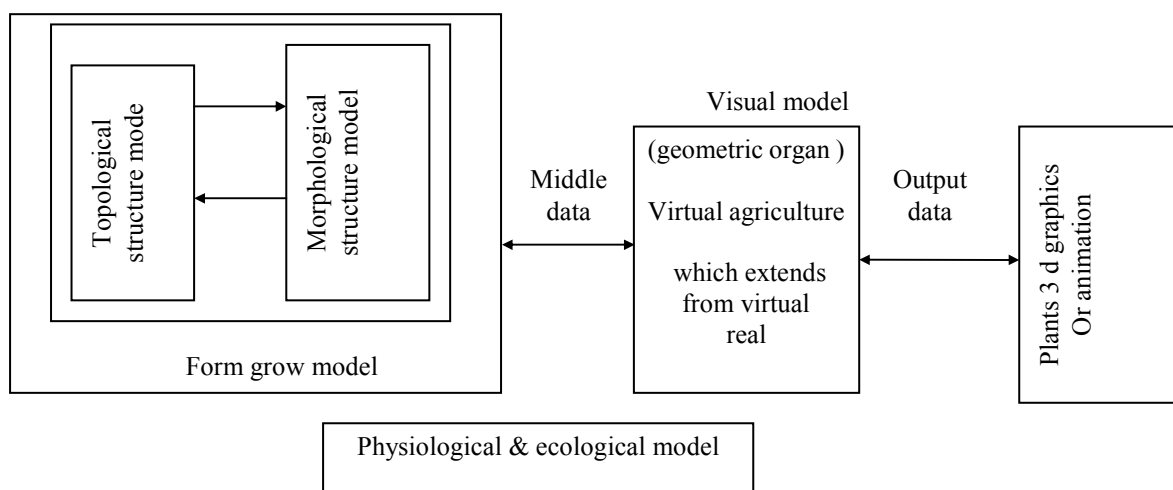 Topological
structure mode
Morphological
structure model
Form grow model
Middle
data
Visual model
(geometric organ )
Virtual agriculture
which extends
from virtual
real
Output
data
Plants 3 d graphics
Or animation
Physiological & ecological model